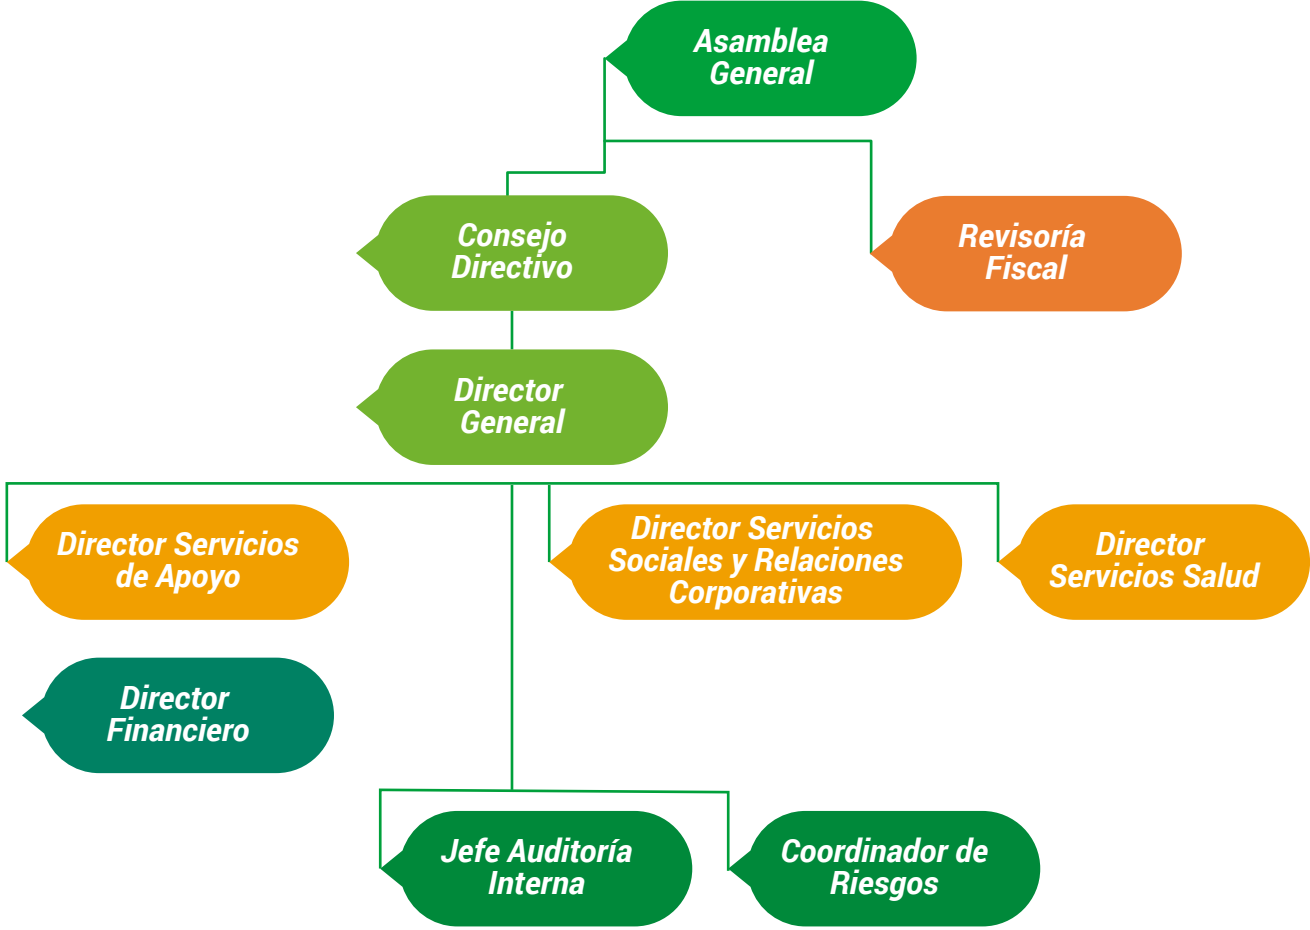 Asamblea
General
Consejo
Directivo
Revisoría
Fiscal
Director
General
Director Servicios
de Apoyo
Director Servicios
Sociales y Relaciones
Corporativas
Director
Servicios Salud
Director
Financiero
Jefe Auditoría
Interna
Coordinador de
Riesgos